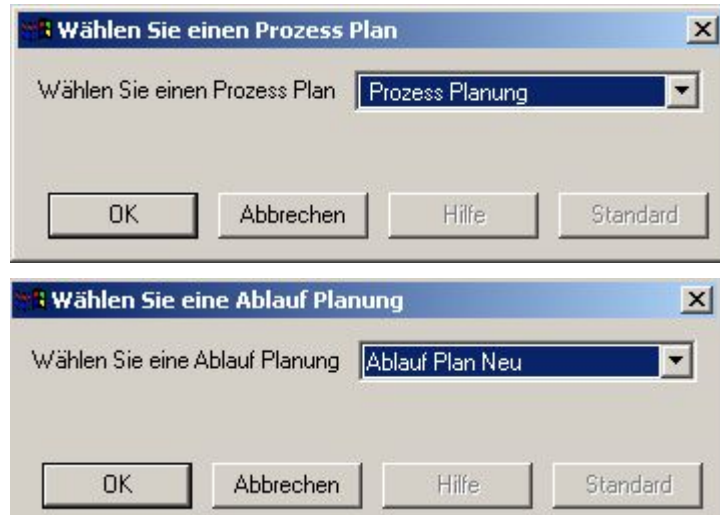 Wählen Sie einen Prozess Plan
Wählen Sie einen Prozess Plan Prozess Planung
OK Abbrechen Hilfe Standard
Wählen Sie eine Ablauf Planung
Wählen Sie eine Ablauf Planung Ablauf Plan Neu
OK Abbrechen Hilfe Standard